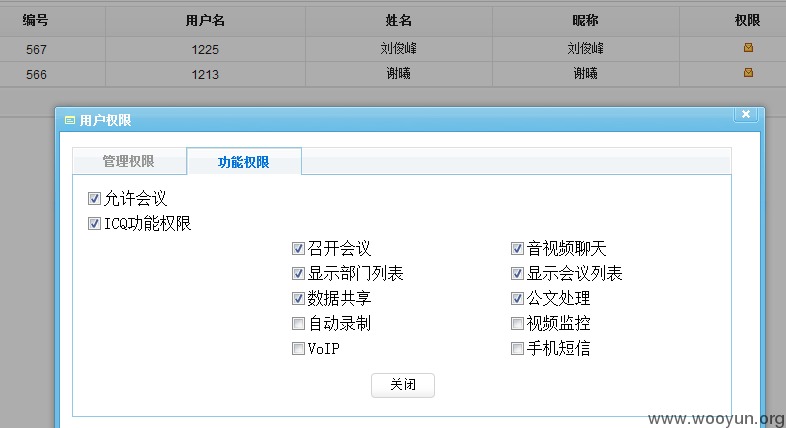 编号 用户名 姓名 昵称 权限
567 1225 刘俊峰 刘俊峰
566 1213 谢曦 谢曦
用户权限
管理权限 功能权限
允许会议
ICQ功能权限
召开会议 音视频聊天
显示部门列表 显示会议列表
数据共享 公文处理
自动录制 视频监控
VoIP 手机短信
关闭
www.wooyun.org